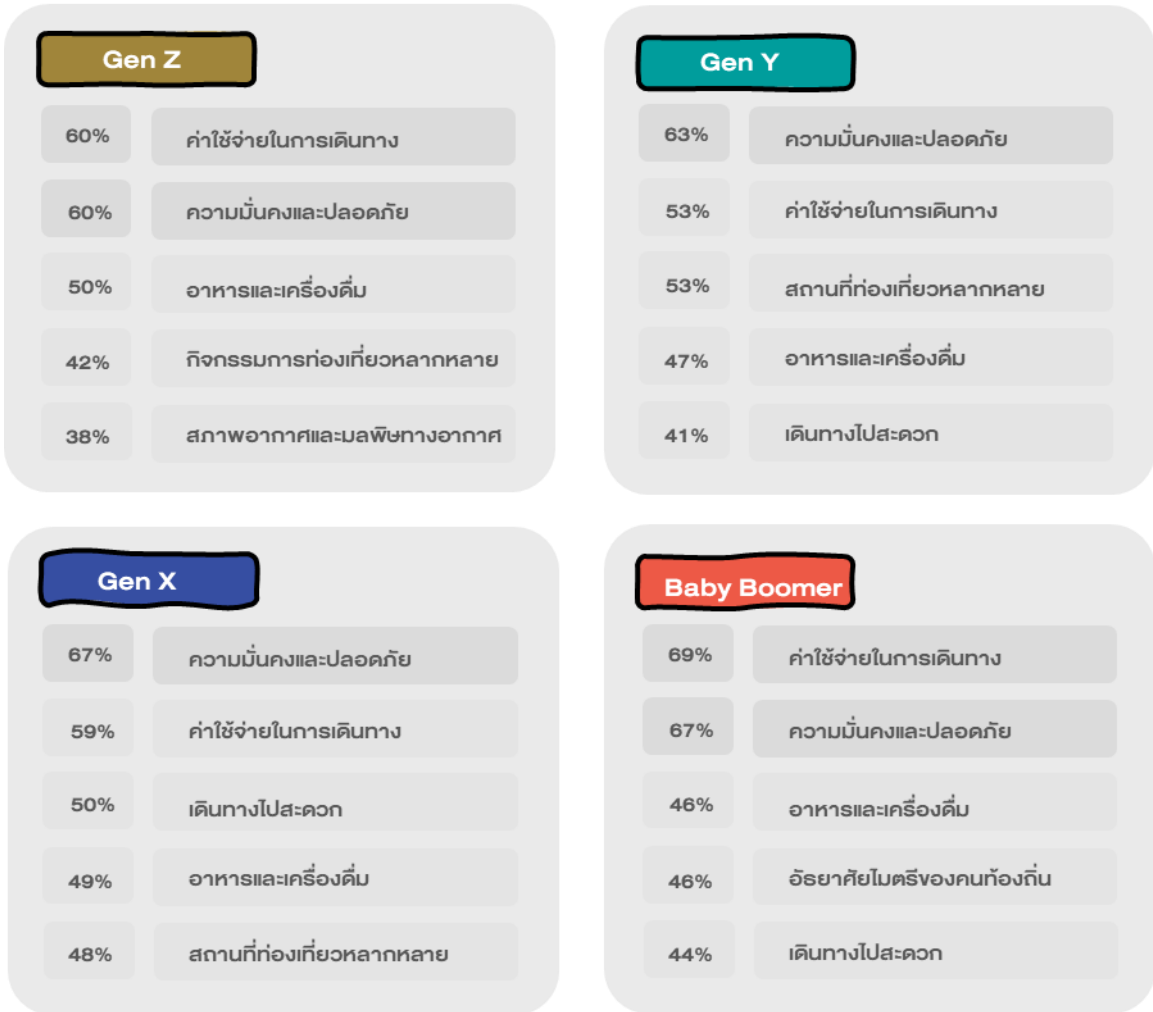 Gen Z
60% ค่าใช้จ่ายในการเดินทาง
60% ความมั่นคงและปลอดภัย
50% อาหารและเครื่องดื่ม
42% กิจกรรมการท่องเที่ยวหลากหลาย
38% สภาพอากาศและมลพิษทางอากาศ
Gen Y
63% ความมั่นคงและปลอดภัย
53% ค่าใช้จ่ายในการเดินทาง
53% สถานที่ท่องเที่ยวหลากหลาย
47% อาหารและเครื่องดื่ม
41% เดินทางไปสะดวก
Gen X
67% ความมั่นคงและปลอดภัย
59% ค่าใช้จ่ายในการเดินทาง
50% เดินทางไปสะดวก
49% อาหารและเครื่องดื่ม
48% สถานที่ท่องเที่ยวหลากหลาย
Baby Boomer
69% ค่าใช้จ่ายในการเดินทาง
67% ความมั่นคงและปลอดภัย
46% อาหารและเครื่องดื่ม
46% อัธยาศัยไมตรีของคนท้องถิ่น
44% เดินทางไปสะดวก